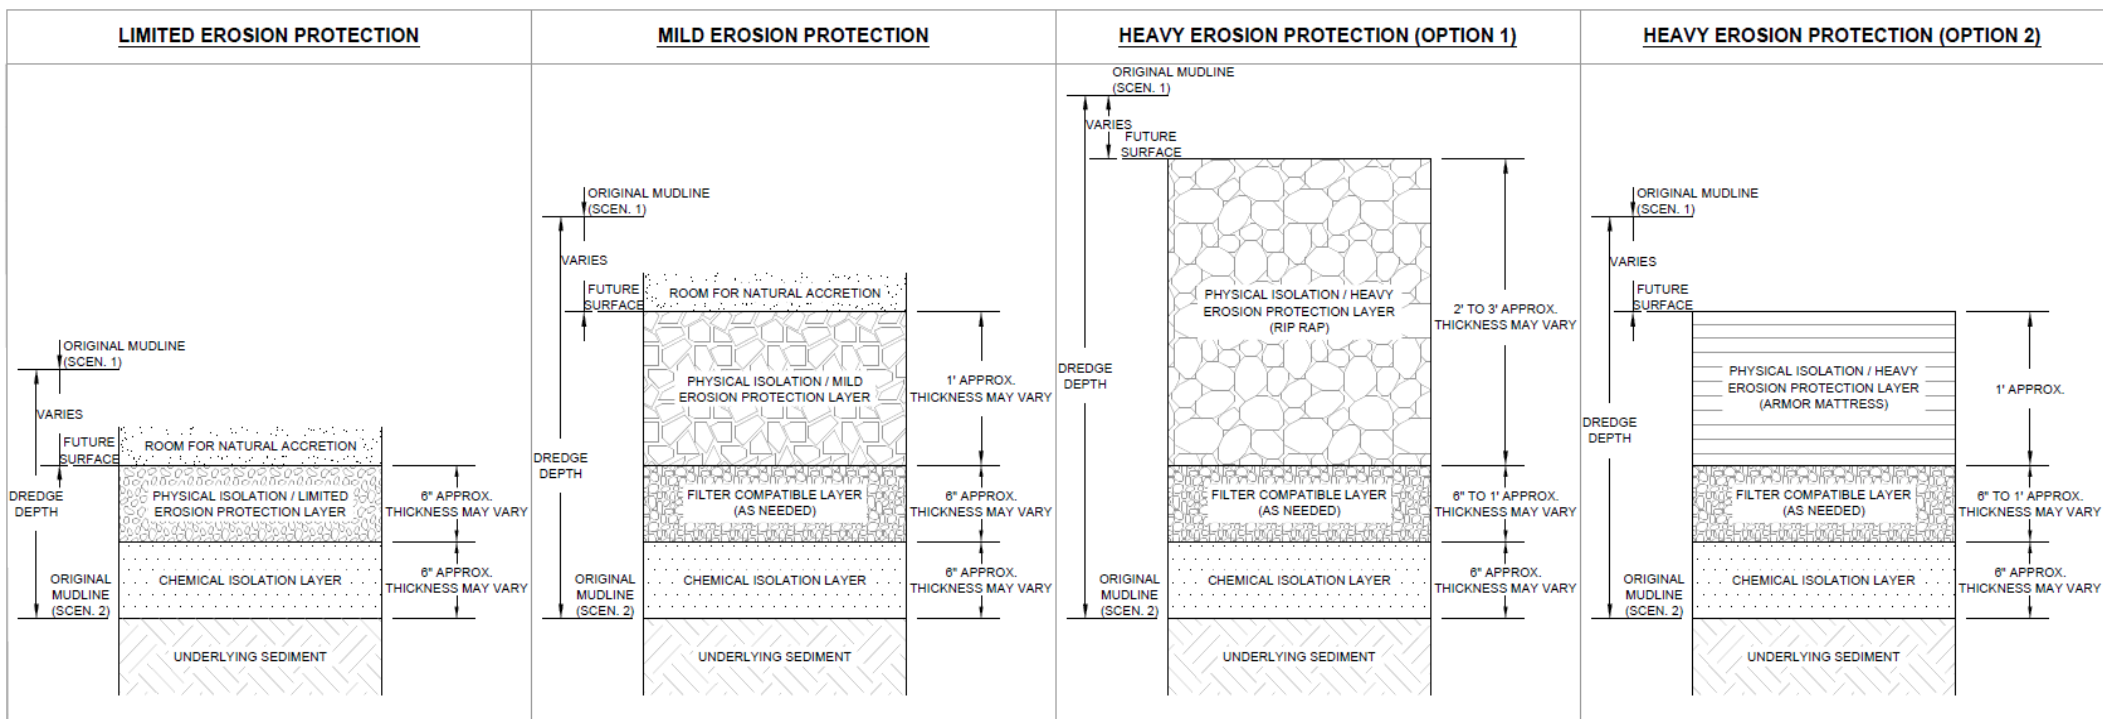 LIMITED EROSION PROTECTION
ORIGINAL MUDLINE
(SCEN. 1)
VARIES
FUTURE
SURFACE
ROOM FOR NATURAL ACCRETION
DREDGE
DEPTH
PHYSICAL ISOLATION / LIMITED
EROSION PROTECTION LAYER
6" APPROX.
THICKNESS MAY VARY
CHEMICAL ISOLATION LAYER
6" APPROX.
THICKNESS MAY VARY
ORIGINAL
MUDLINE
(SCEN. 2)
UNDERLYING SEDIMENT
MILD EROSION PROTECTION
ORIGINAL MUDLINE
(SCEN. 1)
VARIES
FUTURE
SURFACE
ROOM FOR NATURAL ACCRETION
PHYSICAL ISOLATION / MILD
EROSION PROTECTION LAYER
1' APPROX.
THICKNESS MAY VARY
DREDGE
DEPTH
FILTER COMPATIBLE LAYER
(AS NEEDED)
6" APPROX.
THICKNESS MAY VARY
CHEMICAL ISOLATION LAYER
6" APPROX.
THICKNESS MAY VARY
ORIGINAL
MUDLINE
(SCEN. 2)
UNDERLYING SEDIMENT
HEAVY EROSION PROTECTION (OPTION 1)
ORIGINAL MUDLINE
(SCEN. 1)
VARIES
FUTURE
SURFACE
PHYSICAL ISOLATION / HEAVY
EROSION PROTECTION LAYER
(RIP RAP)
2' TO 3' APPROX.
THICKNESS MAY VARY
DREDGE
DEPTH
FILTER COMPATIBLE LAYER
(AS NEEDED)
6" TO 1' APPROX.
THICKNESS MAY VARY
CHEMICAL ISOLATION LAYER
6" APPROX.
THICKNESS MAY VARY
ORIGINAL
MUDLINE
(SCEN. 2)
UNDERLYING SEDIMENT
HEAVY EROSION PROTECTION (OPTION 2)
ORIGINAL MUDLINE
(SCEN. 1)
VARIES
FUTURE
SURFACE
PHYSICAL ISOLATION / HEAVY
EROSION PROTECTION LAYER
(ARMOR MATTRESS)
1' APPROX.
DREDGE
DEPTH
FILTER COMPATIBLE LAYER
(AS NEEDED)
6" TO 1' APPROX.
THICKNESS MAY VARY
CHEMICAL ISOLATION LAYER
6" APPROX.
THICKNESS MAY VARY
ORIGINAL
MUDLINE
(SCEN. 2)
UNDERLYING SEDIMENT